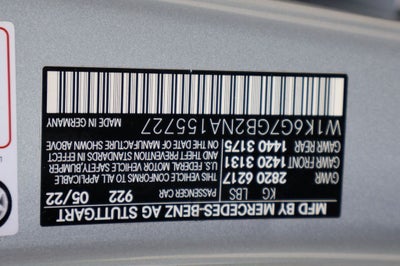 MFD BY MERCEDES-BENZ AG STUTTGART
PASSENGER CAR 922 05/22
KG LBS
GVWR 2820 6217
GAWR FRONT 1420 3131
GAWR REAR 1440 3175
THIS VEHICLE CONFORMS TO ALL APPLICABLE
U.S. FEDERAL MOTOR VEHICLE SAFETY, BUMPER,
AND THEFT PREVENTION STANDARDS IN EFFECT
ON THE DATE OF MANUFACTURE SHOWN ABOVE.
W1K6G7GB2NA155727
MADE IN GERMANY